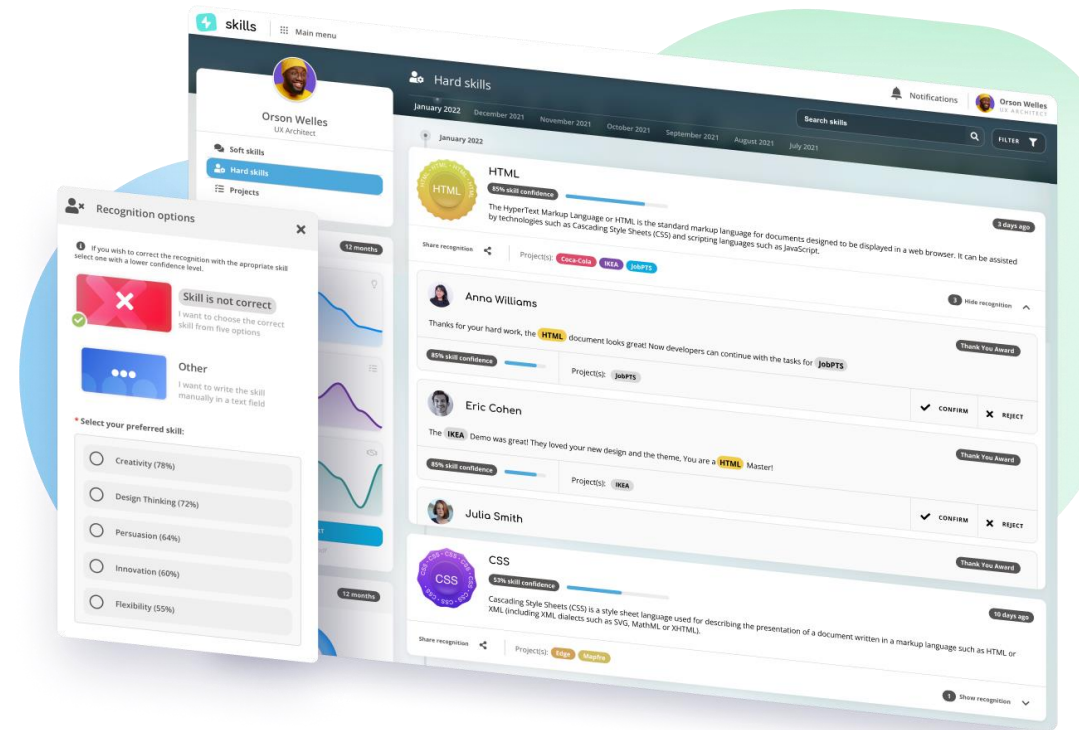 skills
Main menu
Notifications
Orson Welles
UX ARCHITECT
Orson Welles
UX Architect
Soft skills
Hard skills
Projects
12 months
12 months
Hard skills
Search skills
FILTER
January 2022
December 2021
November 2021
October 2021
September 2021
August 2021
July 2021
January 2022
HTML
HTML
85% skill confidence
3 days ago
The HyperText Markup Language or HTML is the standard markup language for documents designed to be displayed in a web browser. It can be assisted
by technologies such as Cascading Style Sheets (CSS) and scripting languages such as JavaScript.
Share recognition
Project(s): Coca-Cola IKEA JobPTS
3 Hide recognition
Anna Williams
Thank You Award
Thanks for your hard work, the HTML document looks great! Now developers can continue with the tasks for JobPTS
85% skill confidence
Project(s): JobPTS
CONFIRM
REJECT
Eric Cohen
Thank You Award
The IKEA Demo was great! They loved your new design and the theme, You are a HTML Master!
85% skill confidence
Project(s): IKEA
CONFIRM
REJECT
Julia Smith
Thank You Award
CSS
CSS
53% skill confidence
10 days ago
Cascading Style Sheets (CSS) is a style sheet language used for describing the presentation of a document written in a markup language such as HTML or
XML (including XML dialects such as SVG, MathML or XHTML).
Share recognition
Project(s): Edge Mapfre
1 Show recognition
Recognition options
If you wish to correct the recognition with the apropriate skill
select one with a lower confidence level.
Skill is not correct
I want to choose the correct
skill from five options
Other
I want to write the skill
manually in a text field
* Select your preferred skill:
Creativity (78%)
Design Thinking (72%)
Persuasion (64%)
Innovation (60%)
Flexibility (55%)